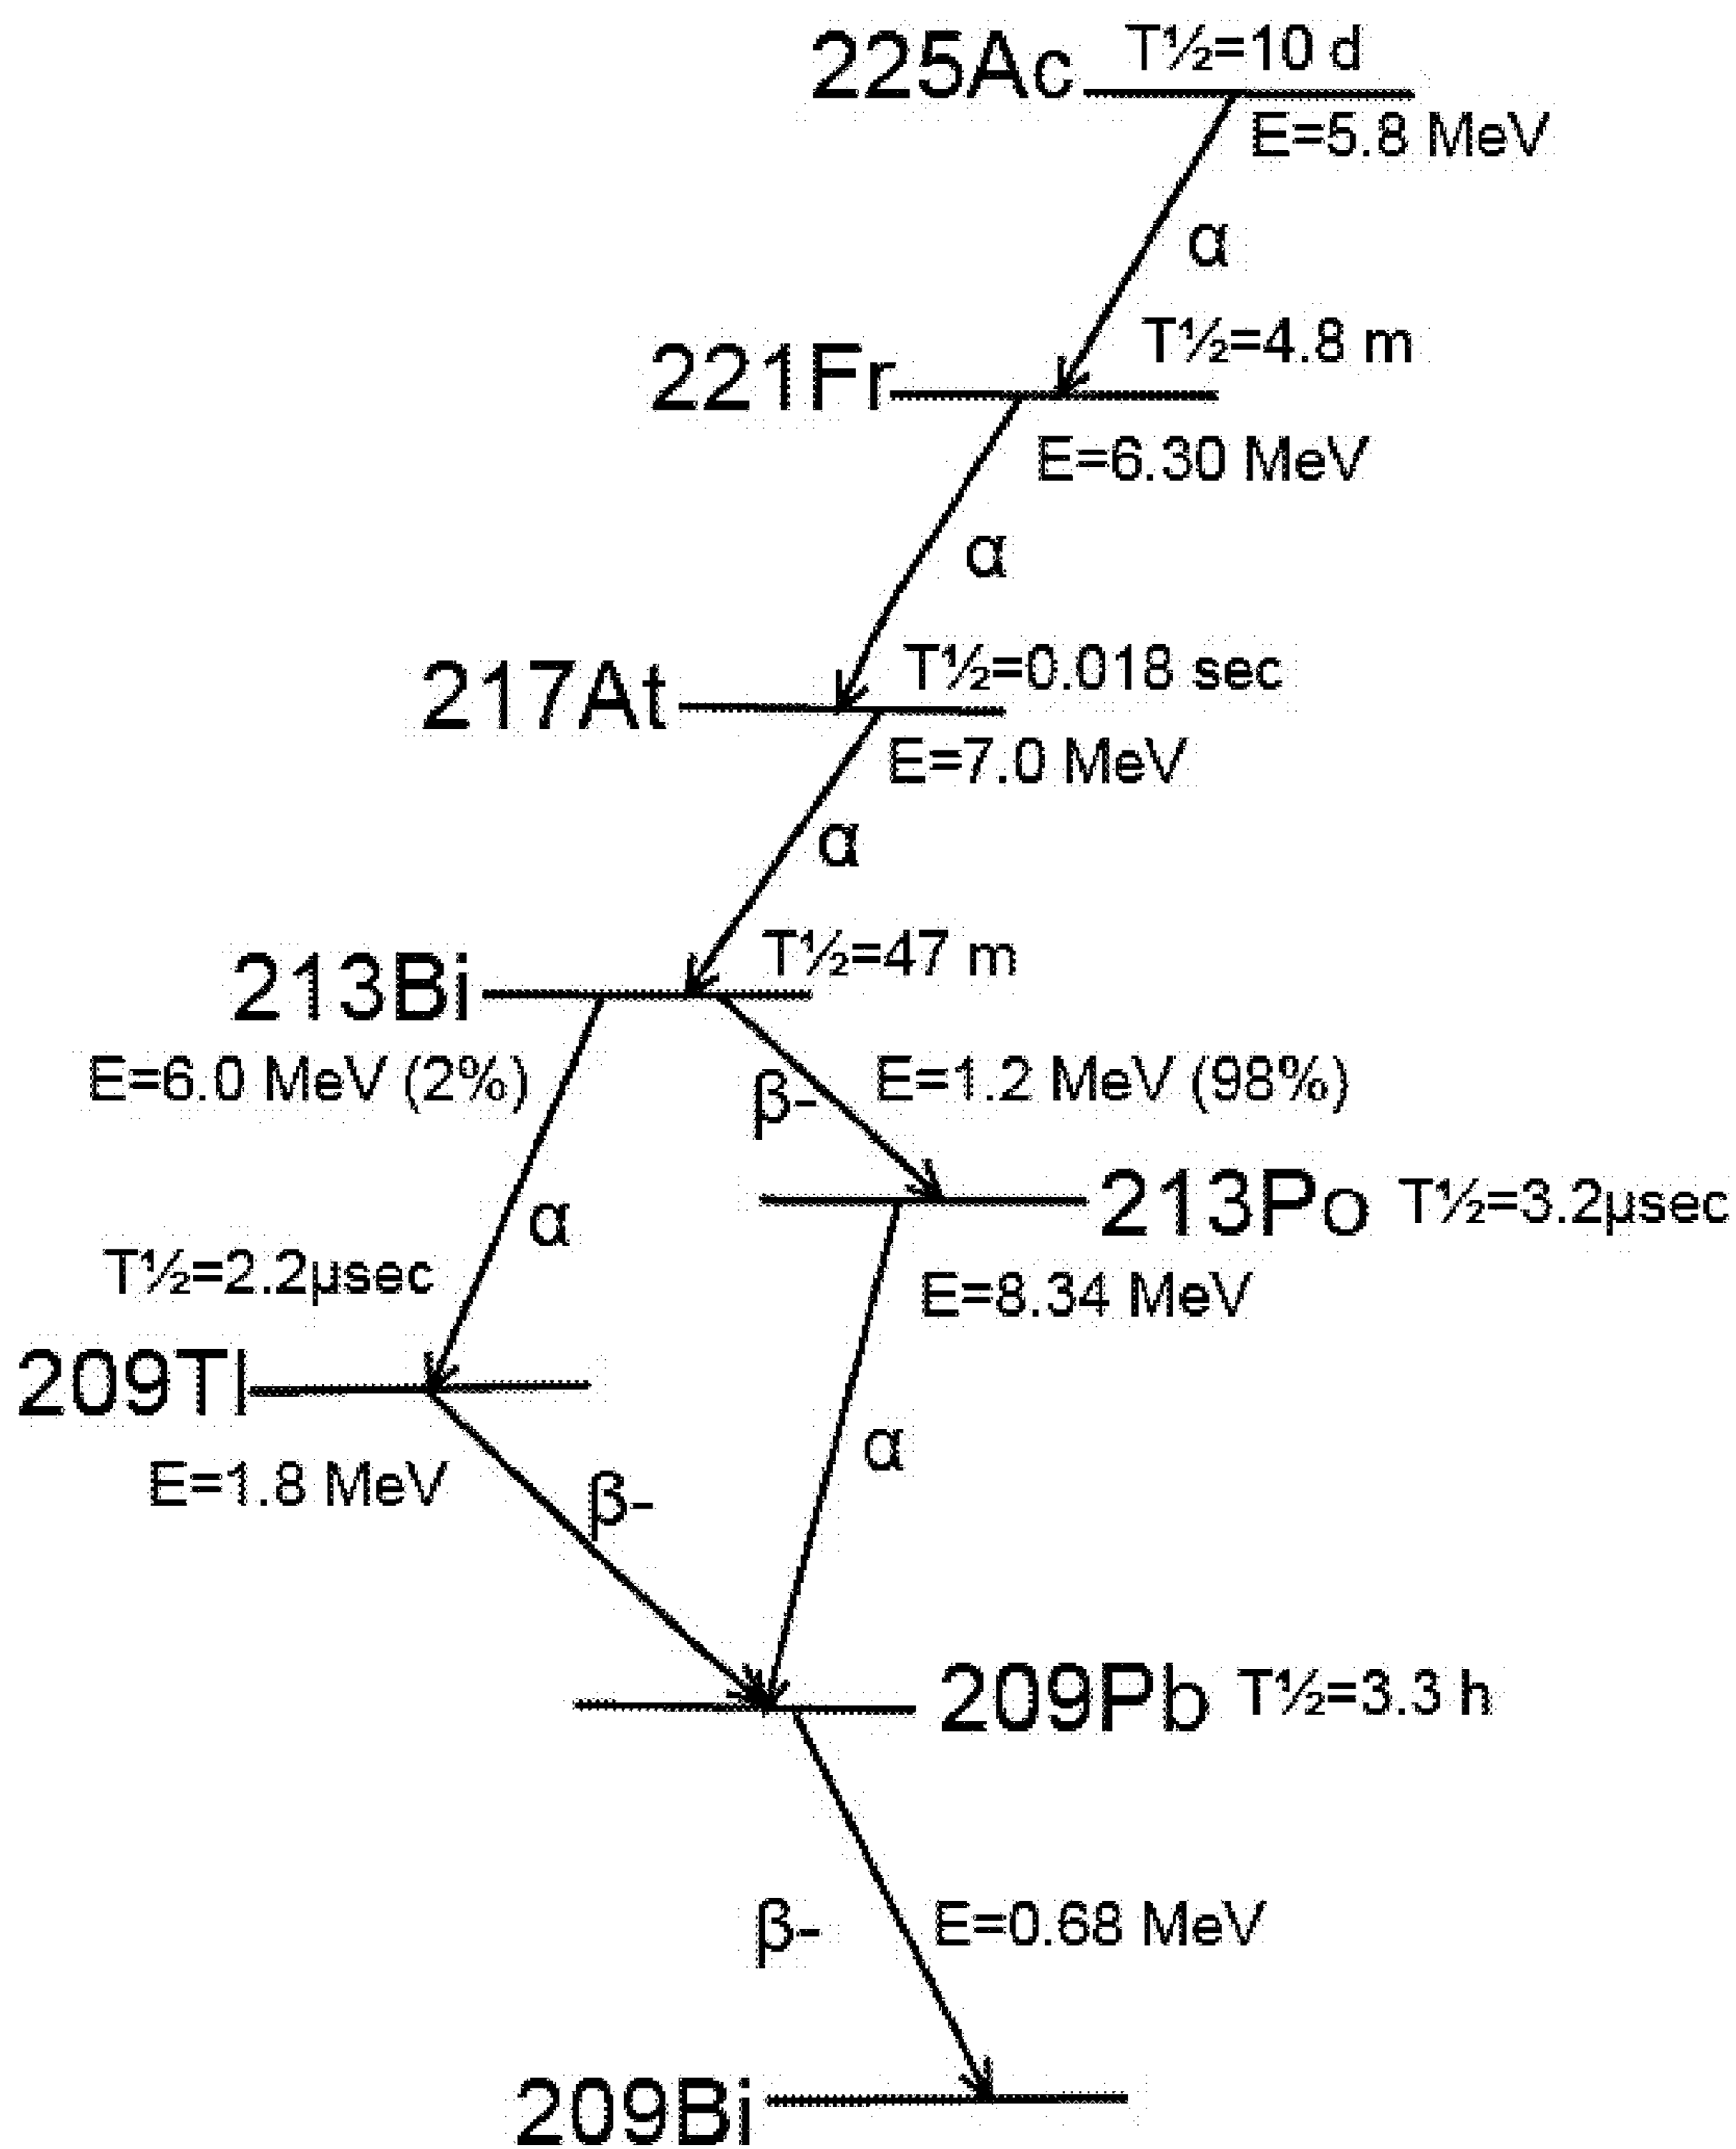 225Ac T½=10 d
E=5.8 MeV
α
T½=4.8 m
221Fr
E=6.30 MeV
α
T½=0.018 sec
217At
E=7.0 MeV
α
T½=47 m
213Bi
E=6.0 MeV (2%)
β-
E=1.2 MeV (98%)
α
213Po T½=3.2µsec
T½=2.2µsec
E=8.34 MeV
209Tl
E=1.8 MeV
β-
α
209Pb T½=3.3 h
β-
E=0.68 MeV
209Bi